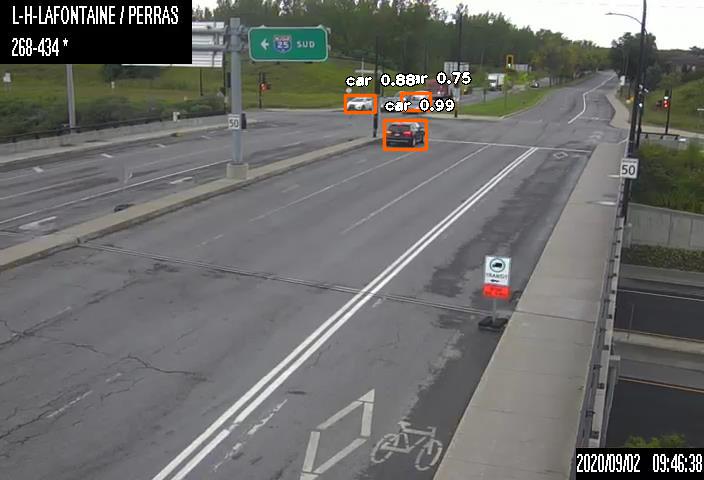 L-H-LAFONTAINE / PERRAS
268-434 *
25 SUD
car 0.88
car 0.75
car 0.99
50
50
TRANSIT
2020/09/02 09:46:38